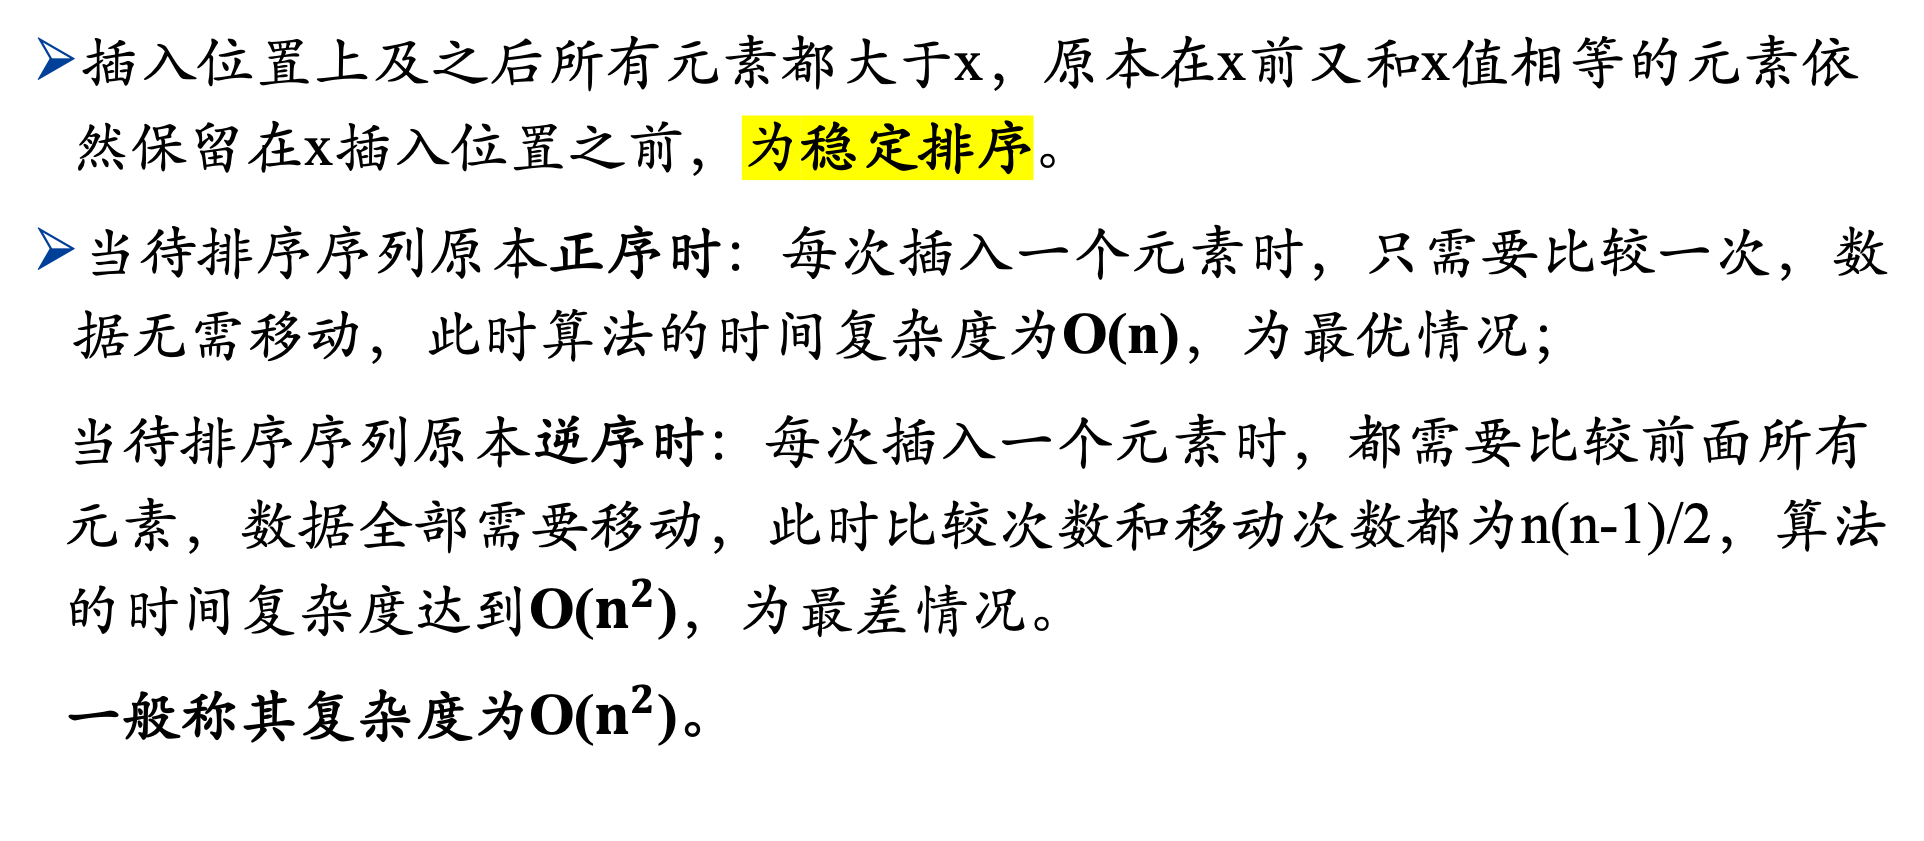 插入位置上及之后所有元素都大于x，原本在x前又和x值相等的元素依
然保留在x插入位置之前，为稳定排序。
当待排序序列原本正序时：每次插入一个元素时，只需要比较一次，数
据无需移动，此时算法的时间复杂度为O(n)，为最优情况；
当待排序序列原本逆序时：每次插入一个元素时，都需要比较前面所有
元素，数据全部需要移动，此时比较次数和移动次数都为n(n-1)/2，算法
的时间复杂度达到O(n²)，为最差情况。
一般称其复杂度为O(n²)。